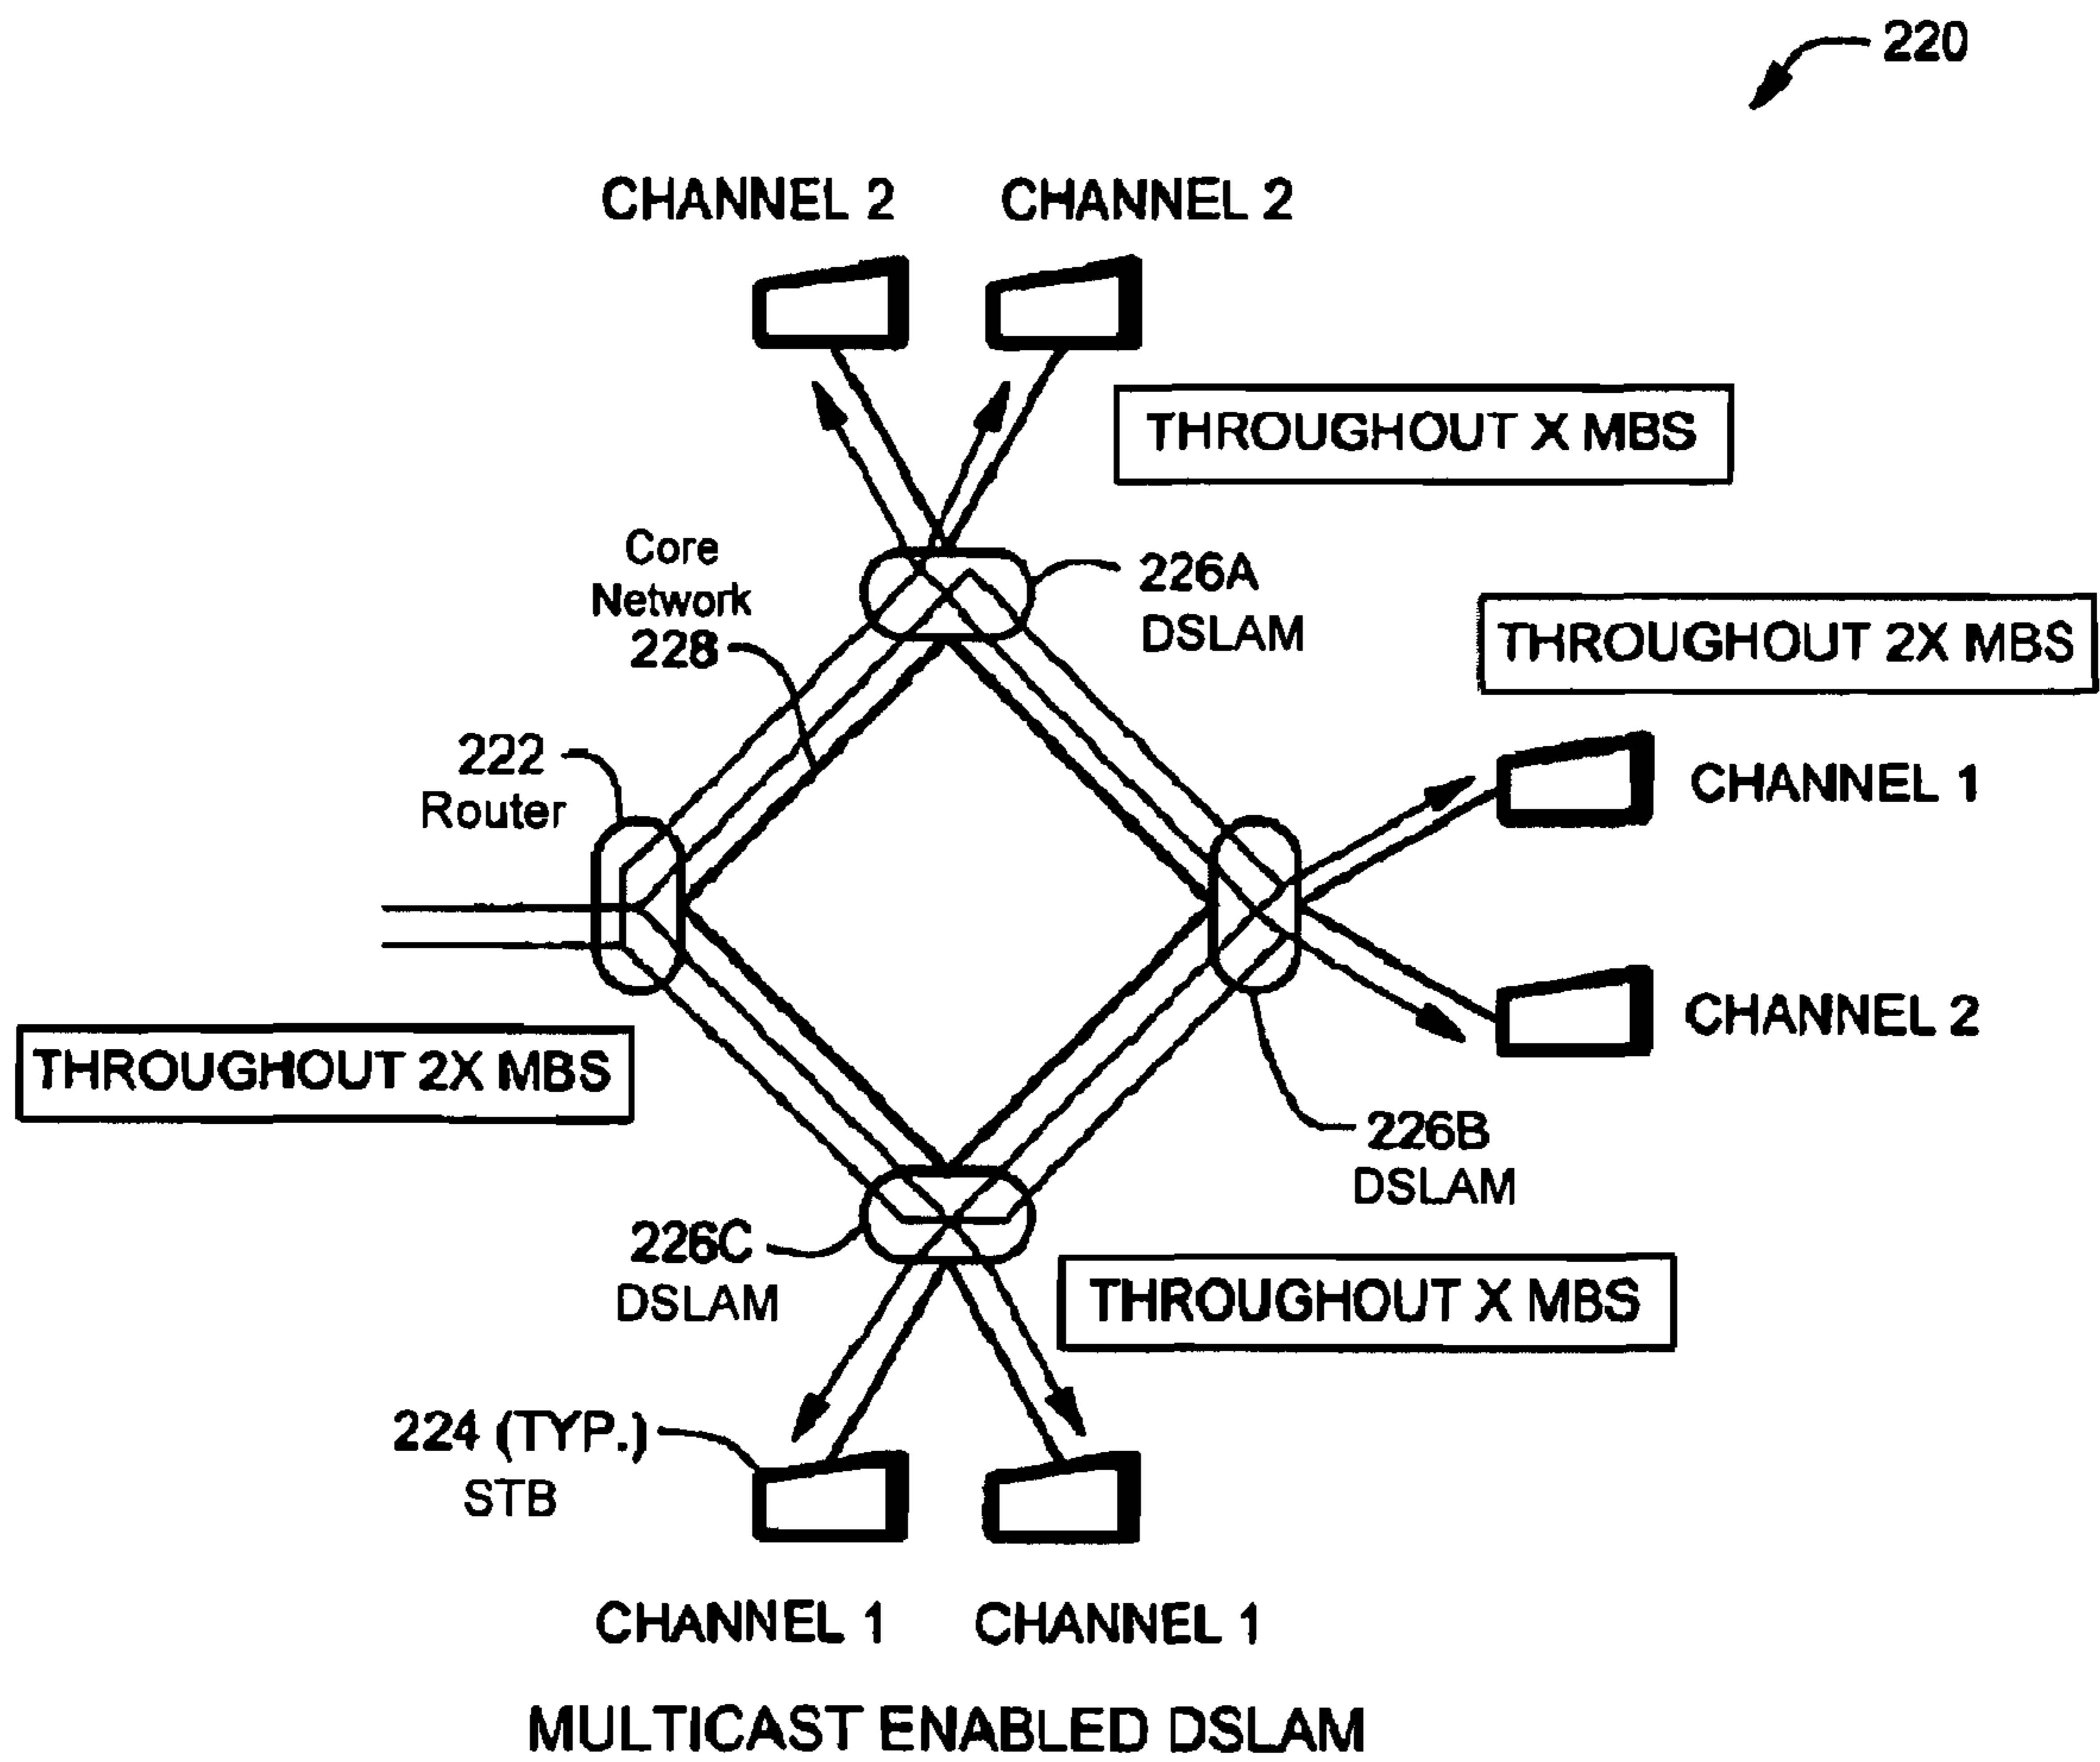 220
CHANNEL 2
CHANNEL 2
THROUGHOUT X MBS
Core
Network
228
226A
DSLAM
THROUGHOUT 2X MBS
222
Router
CHANNEL 1
CHANNEL 2
THROUGHOUT 2X MBS
226B
DSLAM
226C
DSLAM
THROUGHOUT X MBS
224 (TYP.)
STB
CHANNEL 1
CHANNEL 1
MULTICAST ENABLED DSLAM